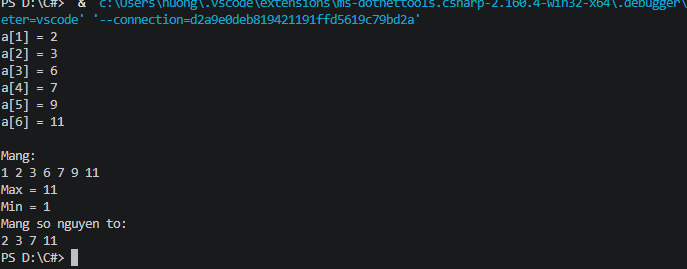 PS D:\C#> & 'c:\Users\huong\.vscode\extensions\ms-dotnettools.csharp-2.160.4-win32-x64\.debugger\
eter=vscode' '--connection=d2a9e0deb819421191ffd5619c79bd2a'
a[1] = 2
a[2] = 3
a[3] = 6
a[4] = 7
a[5] = 9
a[6] = 11
Mang:
1 2 3 6 7 9 11
Max = 11
Min = 1
Mang so nguyen to:
2 3 7 11
PS D:\C#>